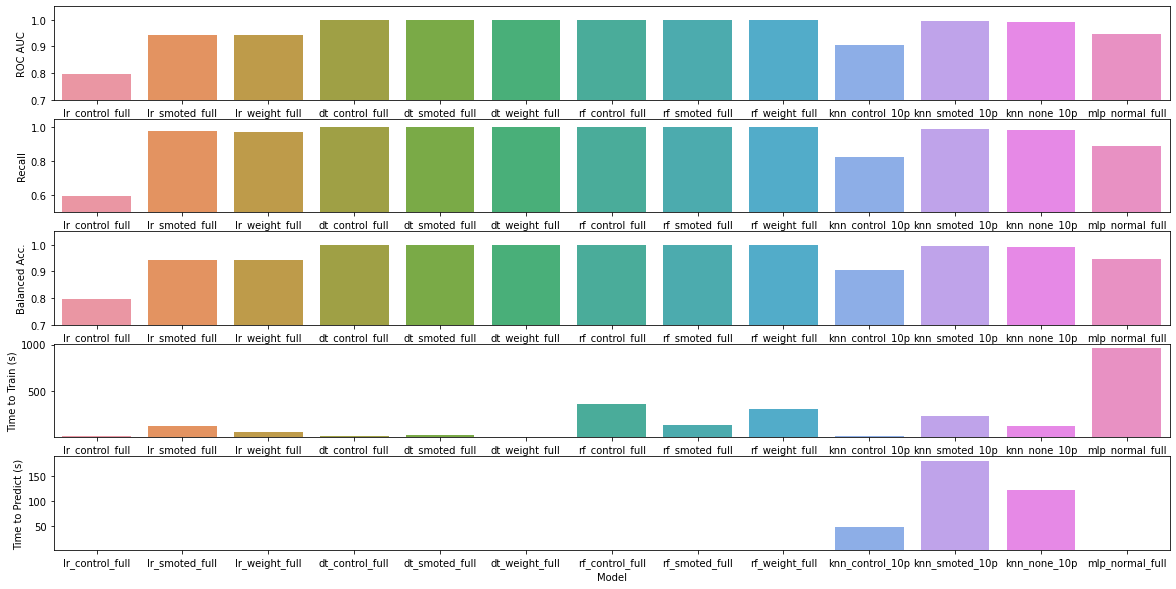 ROC AUC
1.0
0.9
0.8
0.7
lr_control_full lr_smoted_full lr_weight_full dt_control_full dt_smoted_full dt_weight_full rf_control_full rf_smoted_full rf_weight_full knn_control_10p knn_smoted_10p knn_none_10p mlp_normal_full
Recall
1.0
0.8
0.6
lr_control_full lr_smoted_full lr_weight_full dt_control_full dt_smoted_full dt_weight_full rf_control_full rf_smoted_full rf_weight_full knn_control_10p knn_smoted_10p knn_none_10p mlp_normal_full
Balanced Acc.
1.0
0.9
0.8
0.7
lr_control_full lr_smoted_full lr_weight_full dt_control_full dt_smoted_full dt_weight_full rf_control_full rf_smoted_full rf_weight_full knn_control_10p knn_smoted_10p knn_none_10p mlp_normal_full
Time to Train (s)
1000
500
lr_control_full lr_smoted_full lr_weight_full dt_control_full dt_smoted_full dt_weight_full rf_control_full rf_smoted_full rf_weight_full knn_control_10p knn_smoted_10p knn_none_10p mlp_normal_full
Time to Predict (s)
150
100
50
lr_control_full lr_smoted_full lr_weight_full dt_control_full dt_smoted_full dt_weight_full rf_control_full rf_smoted_full rf_weight_full knn_control_10p knn_smoted_10p knn_none_10p mlp_normal_full
Model